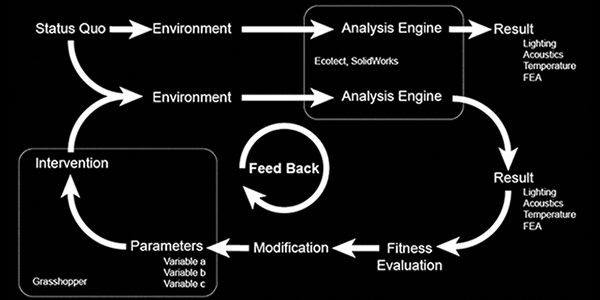 Status Quo
Environment
Analysis Engine
Result
Lighting
Acoustics
Temperature
FEA
Ecotect, SolidWorks
Environment
Analysis Engine
Intervention
Feed Back
Result
Lighting
Acoustics
Temperature
FEA
Parameters
Variable a
Variable b
Variable c
Modification
Fitness
Evaluation
Grasshopper